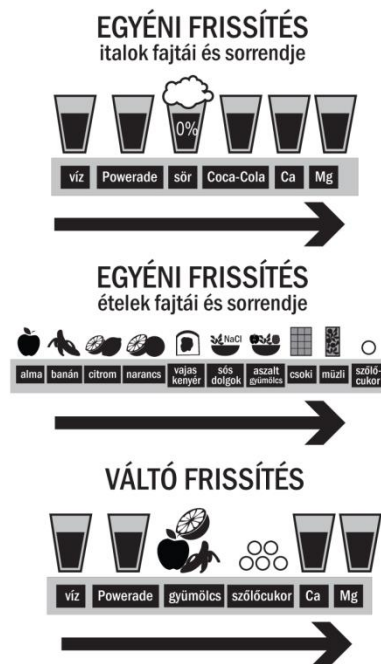 EGYÉNI FRISSÍTÉS
italok fajtái és sorrendje
0%
víz Powerade sör Coca-Cola Ca Mg
EGYÉNI FRISSÍTÉS
ételek fajtái és sorrendje
NaCl
alma banán citrom narancs vajas kenyér sós dolgok aszalt gyümölcs csoki müzli szőlő-cukor
VÁLTÓ FRISSÍTÉS
víz Powerade gyümölcs szőlőcukor Ca Mg